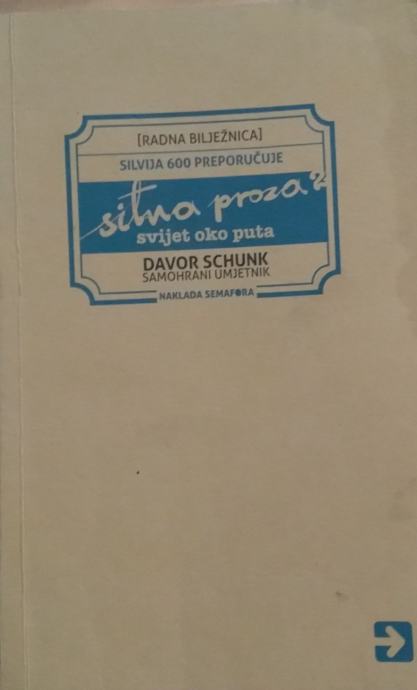 [RADNA BILJEŽNICA]
SILVIJA 600 PREPORUČUJE
sitna proza 2
svijet oko puta
DAVOR SCHUNK
SAMOHRANI UMJETNIK
NAKLADA SEMAFORA